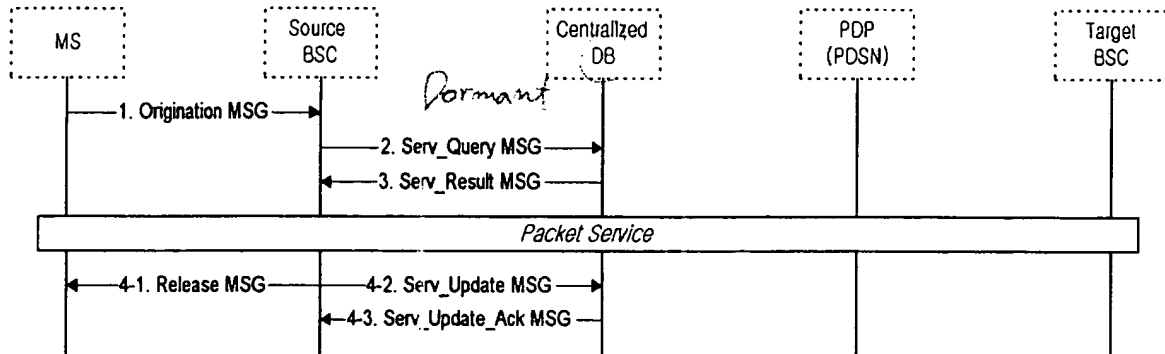 MS
Source
BSC
Centralized
DB
PDP
(PDSN)
Target
BSC
Dormant
1. Origination MSG
2. Serv_Query MSG
3. Serv_Result MSG
Packet Service
4-1. Release MSG
4-2. Serv_Update MSG
4-3. Serv_Update_Ack MSG